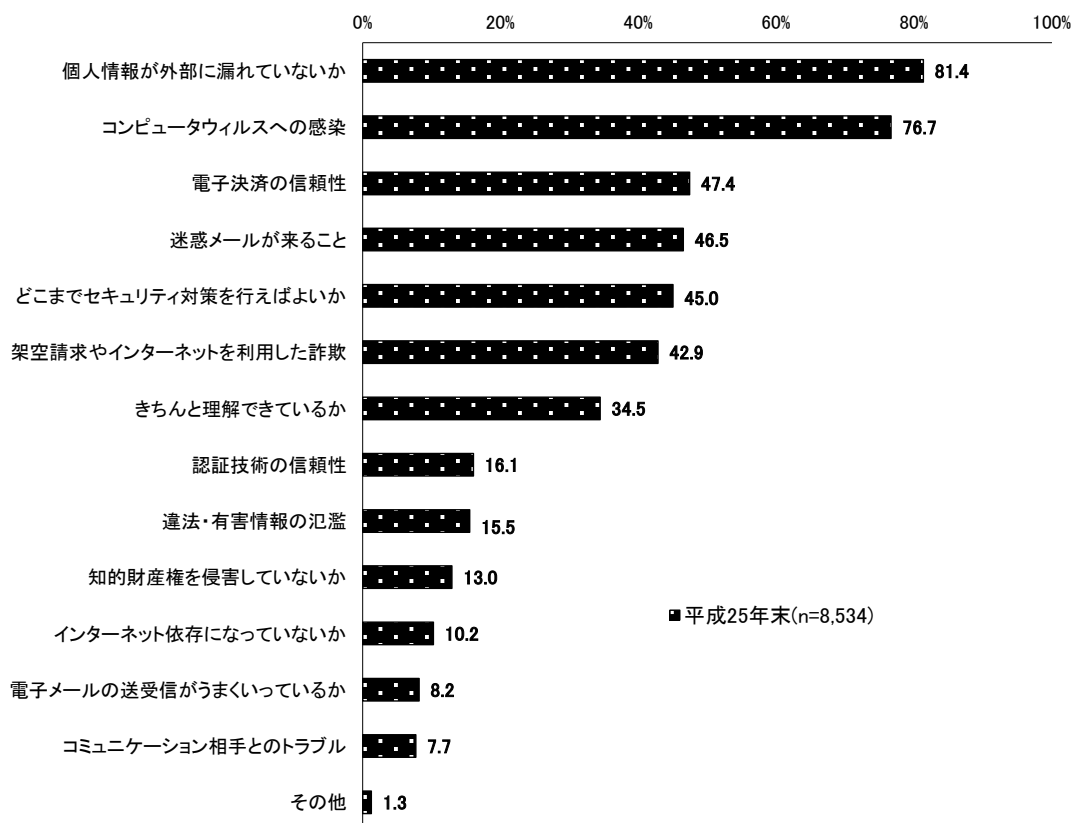 0% 20% 40% 60% 80% 100%
個人情報が外部に漏れていないか 81.4
コンピュータウィルスへの感染 76.7
電子決済の信頼性 47.4
迷惑メールが来ること 46.5
どこまでセキュリティ対策を行えばよいか 45.0
架空請求やインターネットを利用した詐欺 42.9
きちんと理解できているか 34.5
認証技術の信頼性 16.1
違法・有害情報の氾濫 15.5
知的財産権を侵害していないか 13.0
平成25年末(n=8,534)
インターネット依存になっていないか 10.2
電子メールの送受信がうまくいっているか 8.2
コミュニケーション相手とのトラブル 7.7
その他 1.3